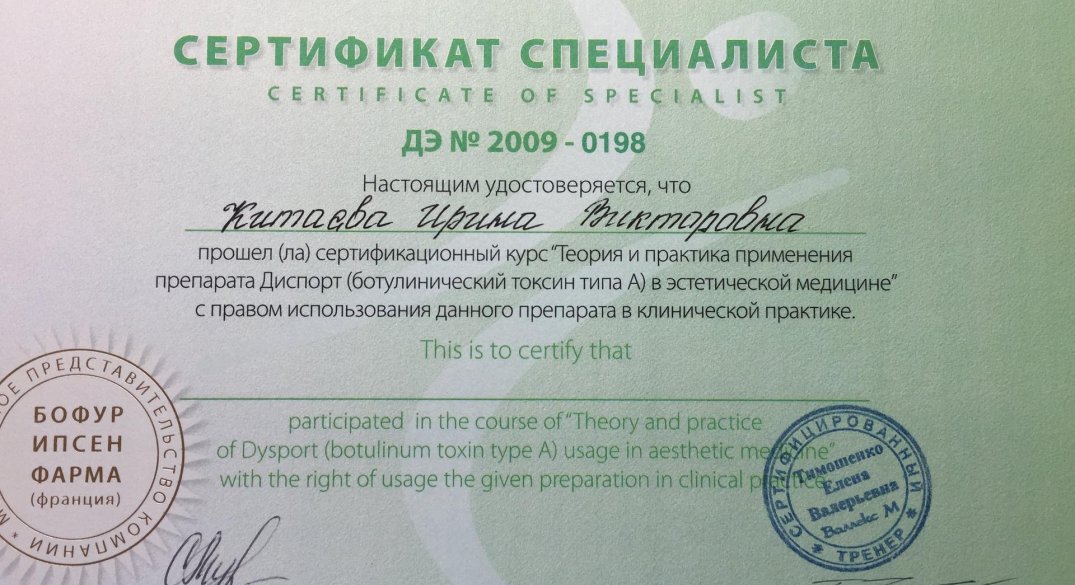 СЕРТИФИКАТ СПЕЦИАЛИСТА
CERTIFICATE OF SPECIALIST
ДЭ № 2009 - 0198
Настоящим удостоверяется, что
Китаева Ирина Викторовна
прошел (ла) сертификационный курс "Теория и практика применения
препарата Диспорт (ботулинический токсин типа А) в эстетической медицине"
с правом использования данного препарата в клинической практике.
This is to certify that
participated in the course of "Theory and practice
of Dysport (botulinum toxin type A) usage in aesthetic medicine"
with the right of usage the given preparation in clinical practice.
ПРЕДСТАВИТЕЛЬСТВО КОМПАНИИ
БОФУР
ИПСЕН
ФАРМА
(франция)
СЕРТИФИЦИРОВАННЫЙ
Тимошенко
Елена
Валерьевна
Валлекс М
* ТРЕНЕР *